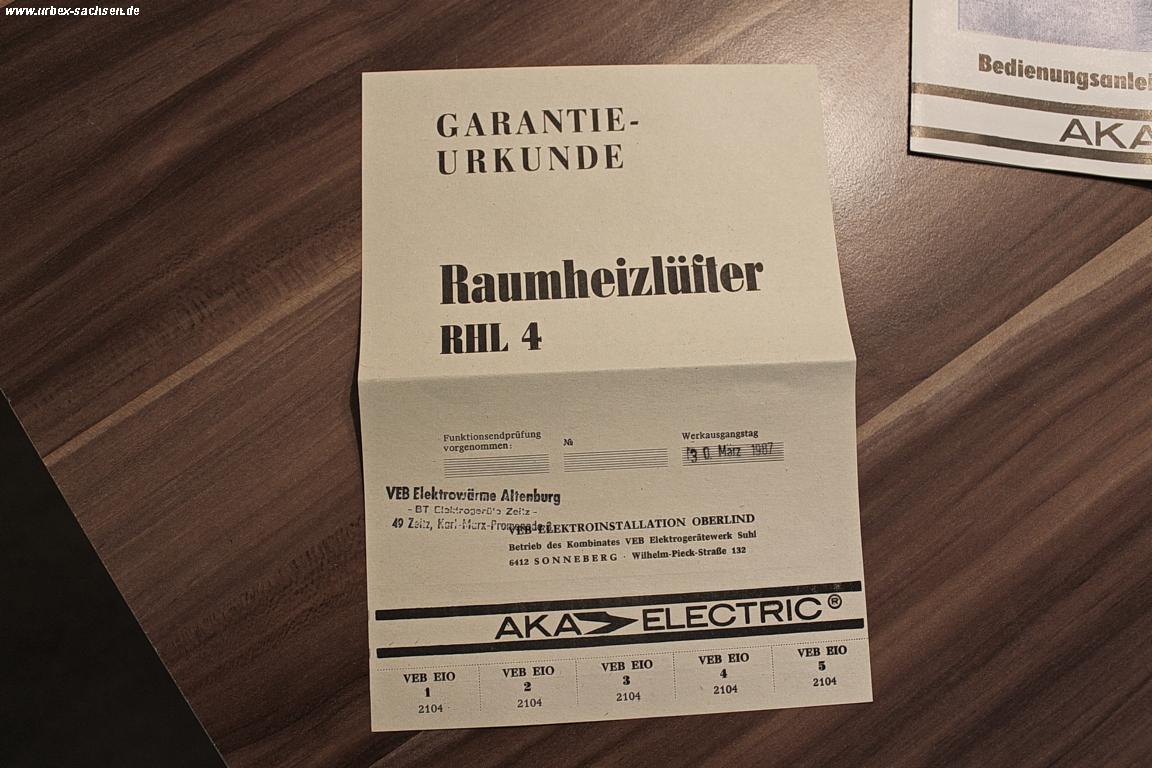 www.urbex-sachsen.de
Bedienungsanlei
AKA
GARANTIE-
URKUNDE
Raumheizlüfter
RHL 4
Funktionsendprüfung
vorgenommen:
№
Werkausgangstag
30. März 1987
VEB Elektrowärme Altenburg
- BT Elektrogeräte Zeitz -
49 Zeitz, Karl-Marx-Promenade
VEB ELEKTROINSTALLATION OBERLIND
Betrieb des Kombinates VEB Elektrogerätewerk Suhl
6412 SONNEBERG · Wilhelm-Pieck-Straße 132
AKA ELECTRIC ®
VEB EIO
1
2104
VEB EIO
2
2104
VEB EIO
3
2104
VEB EIO
4
2104
VEB EIO
5
2104